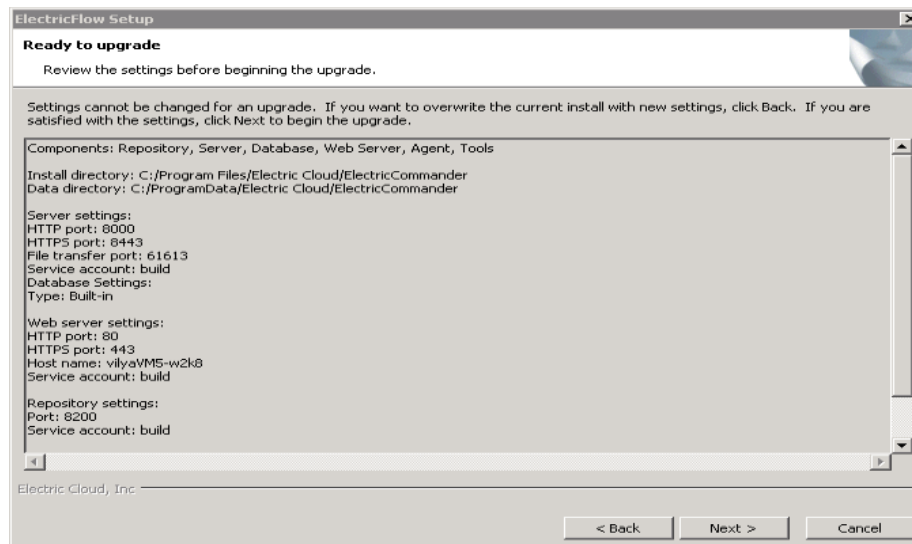 ElectricFlow Setup
Ready to upgrade
Review the settings before beginning the upgrade.
Settings cannot be changed for an upgrade. If you want to overwrite the current install with new settings, click Back. If you are
satisfied with the settings, click Next to begin the upgrade.
Components: Repository, Server, Database, Web Server, Agent, Tools
Install directory: C:/Program Files/Electric Cloud/ElectricCommander
Data directory: C:/ProgramData/Electric Cloud/ElectricCommander
Server settings:
HTTP port: 8000
HTTPS port: 8443
File transfer port: 61613
Service account: build
Database Settings:
Type: Built-in
Web server settings:
HTTP port: 80
HTTPS port: 443
Host name: vilyaVM5-w2k8
Service account: build
Repository settings:
Port: 8200
Service account: build
Electric Cloud, Inc
< Back Next > Cancel